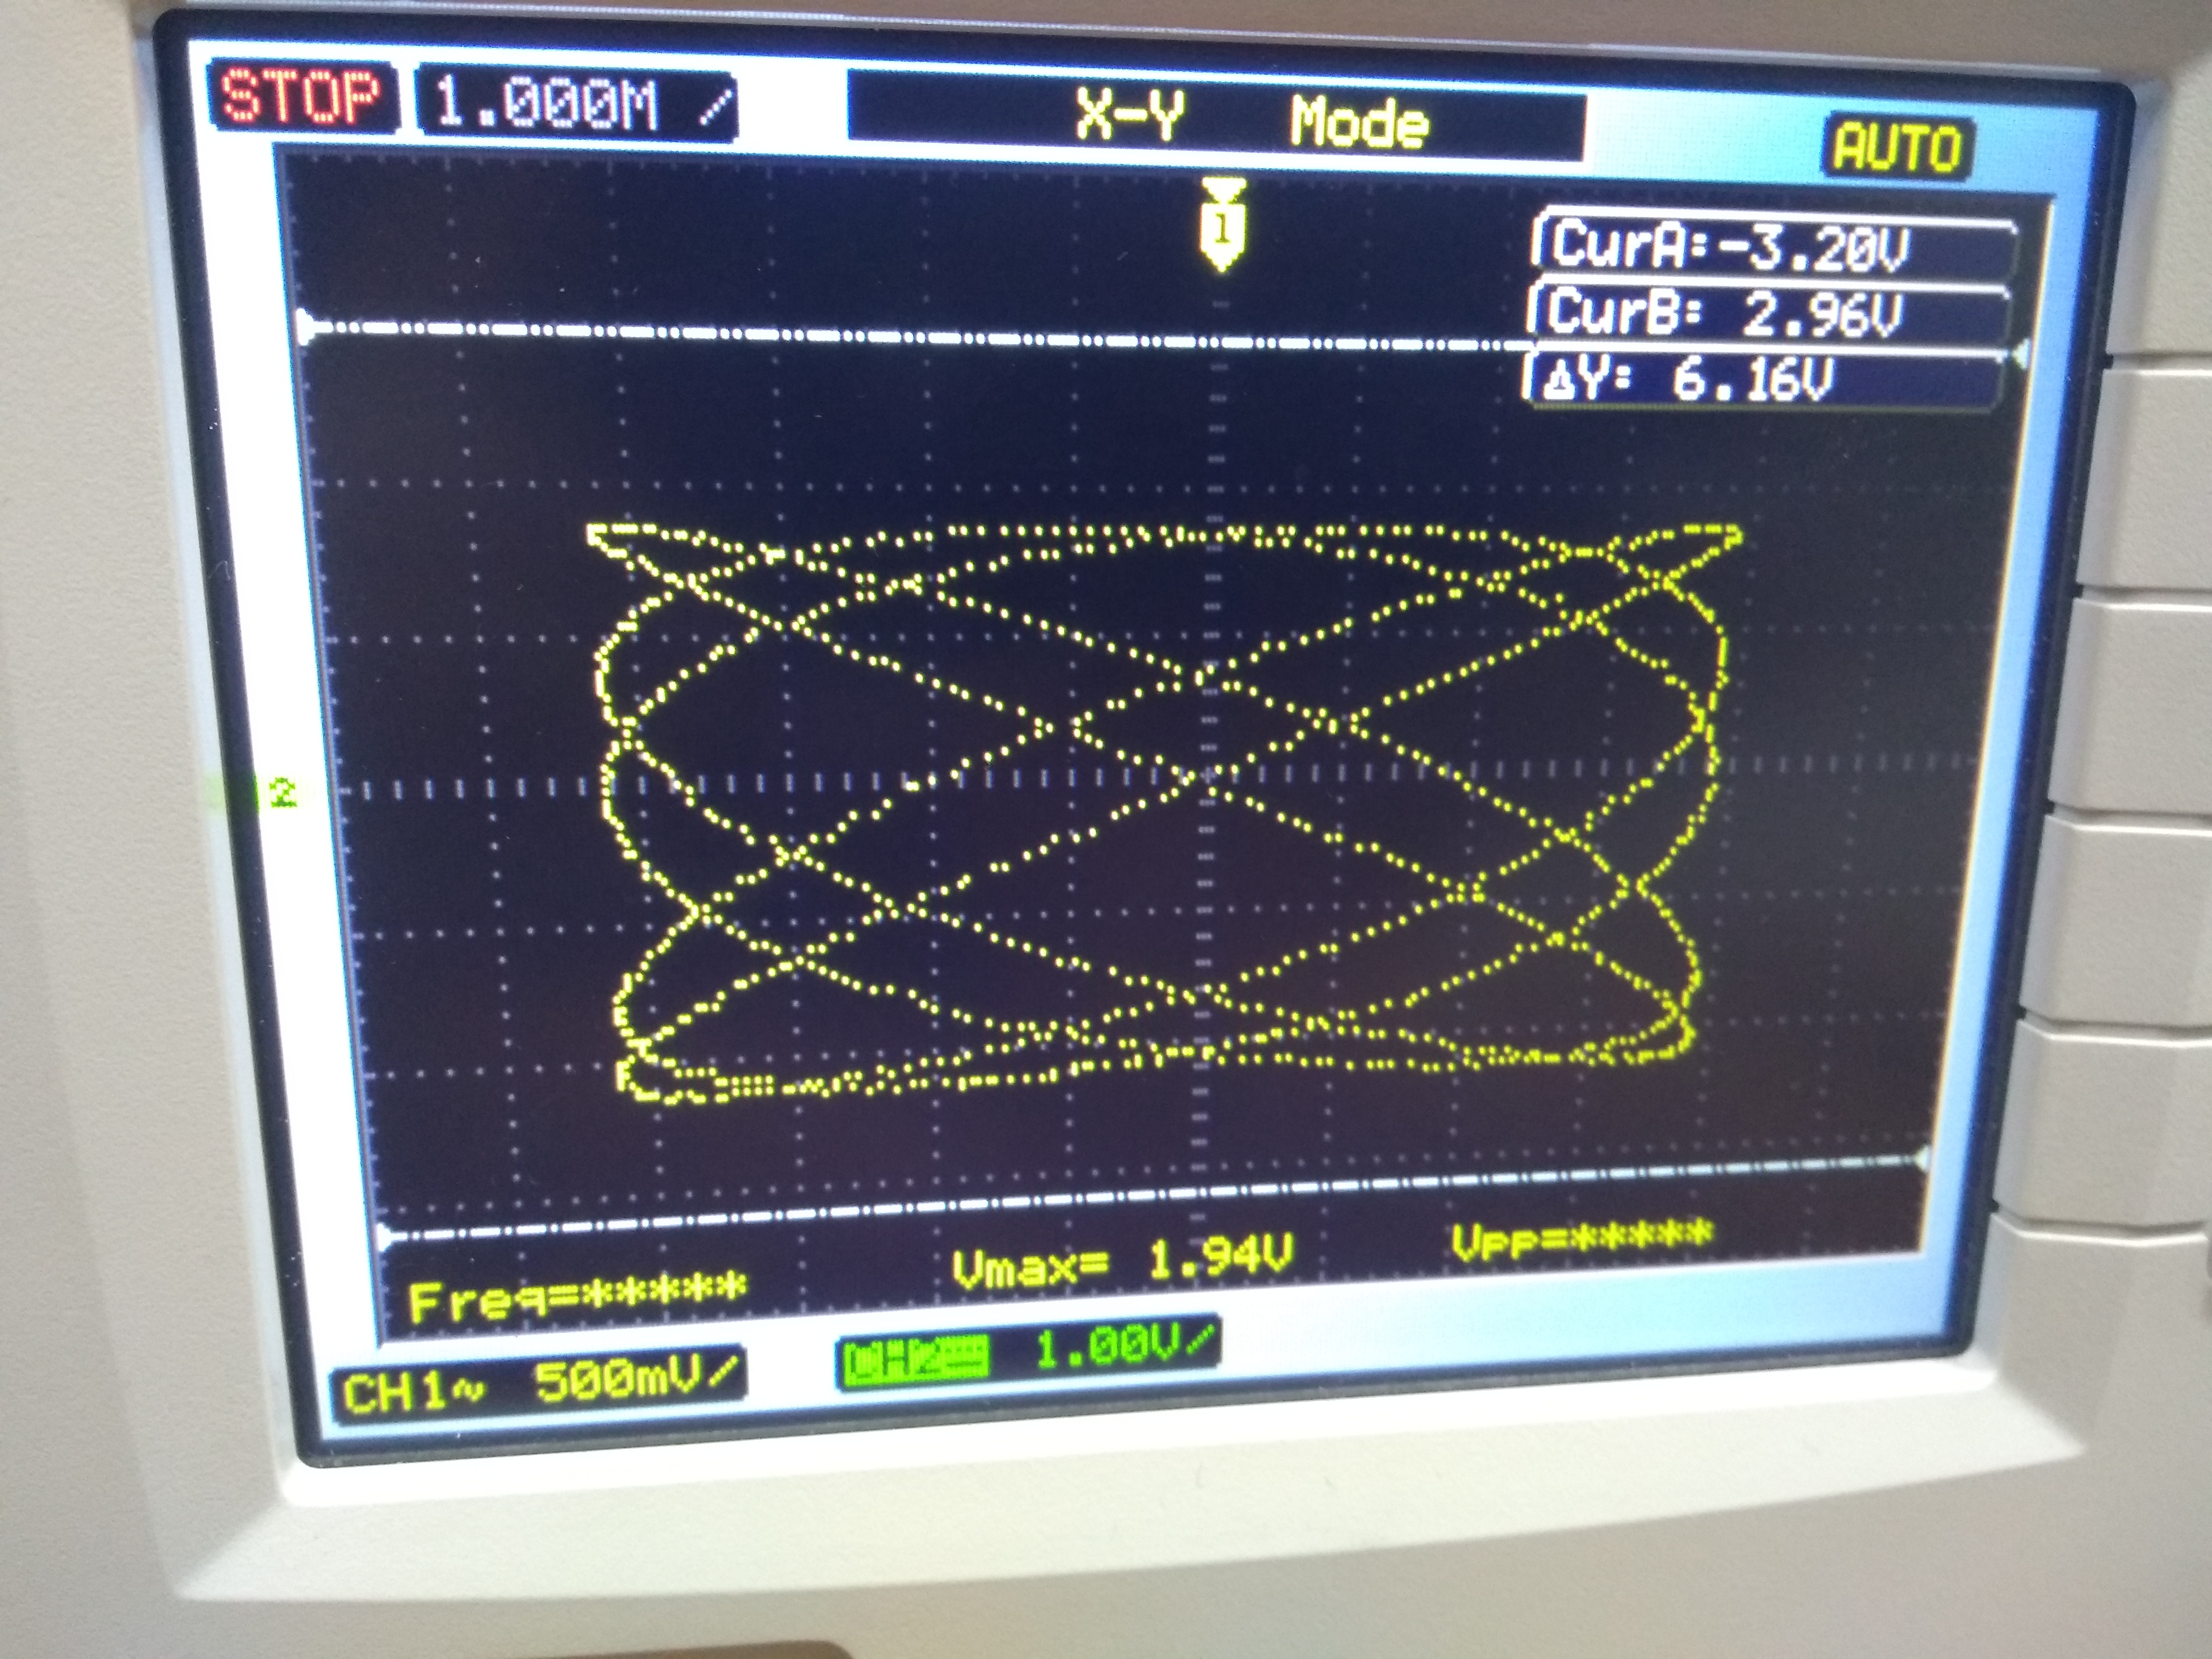 STOP 1.000M / X-Y Mode AUTO
1
CurA:-3.20V
CurB: 2.96V
ΔY: 6.16V
2
Freq=***** Vmax= 1.94V Vpp=*****
CH1~ 500mV/ CH2 1.00V/